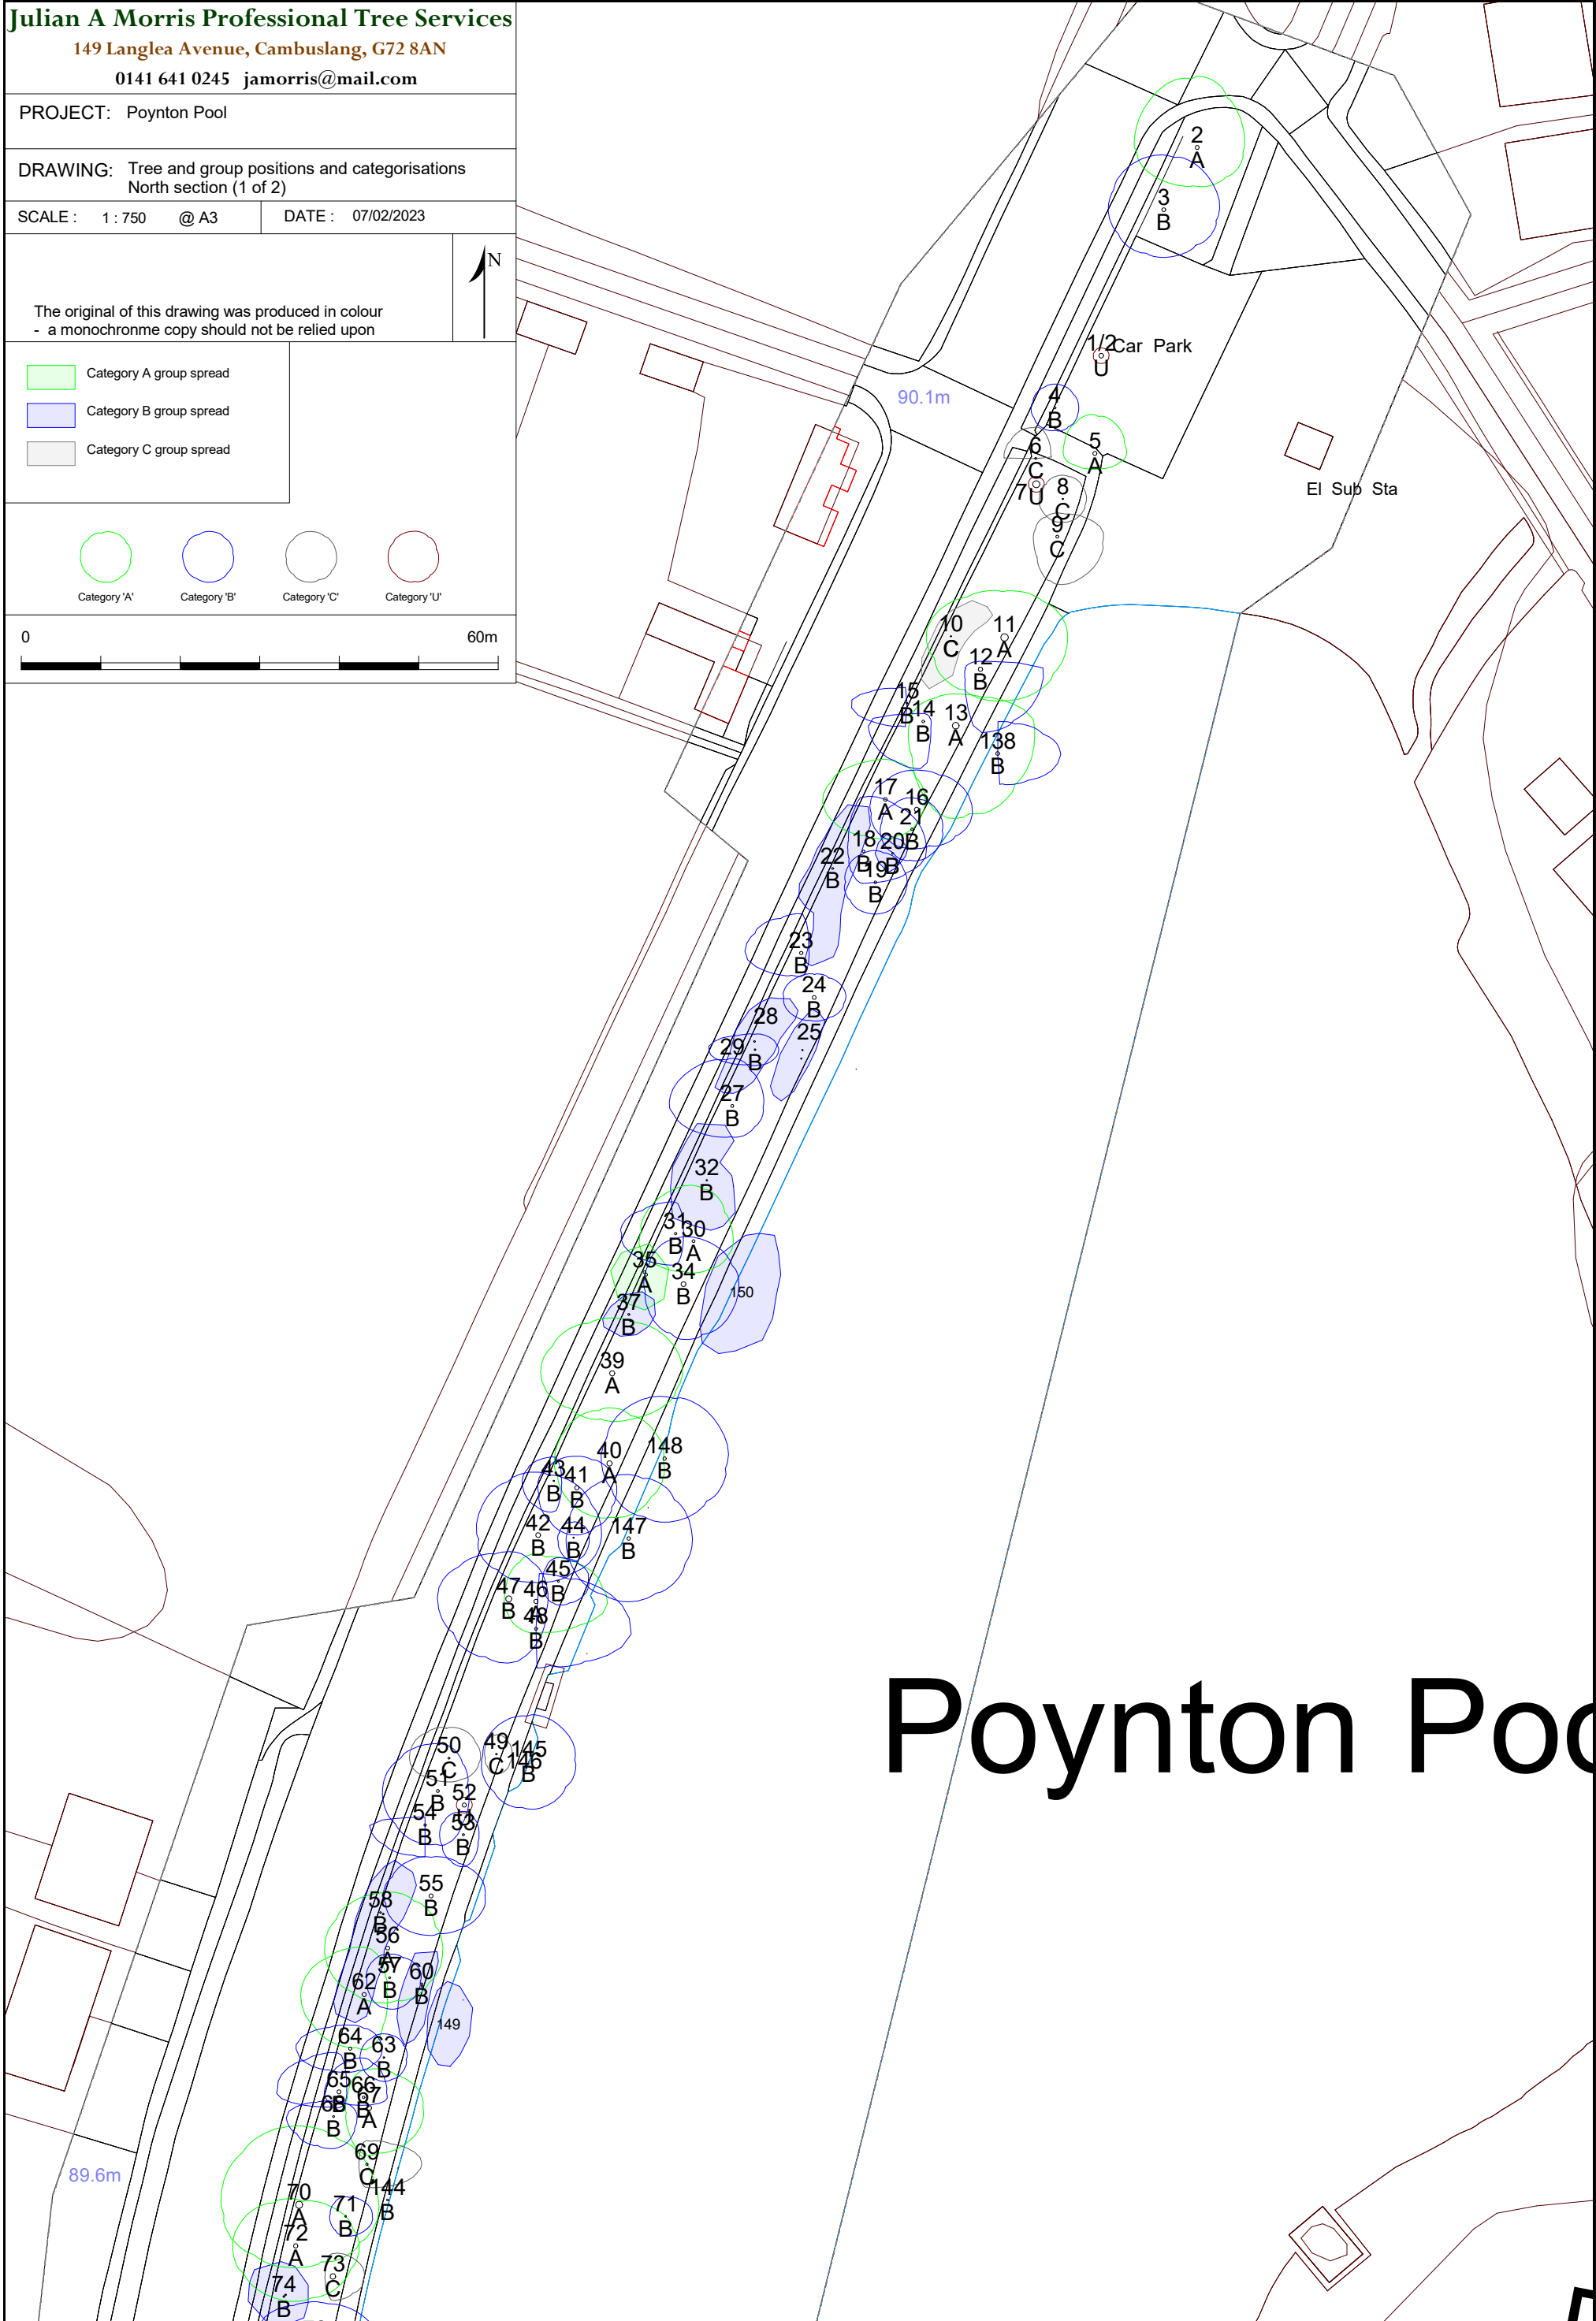 Julian A Morris Professional Tree Services
149 Langlea Avenue, Cambuslang, G72 8AN
0141 641 0245 jamorris@mail.com
PROJECT: Poynton Pool
DRAWING: Tree and group positions and categorisations
North section (1 of 2)
SCALE : 1 : 750 @ A3 DATE : 07/02/2023
N
The original of this drawing was produced in colour
- a monochronme copy should not be relied upon
Category A group spread
Category B group spread
Category C group spread
Category 'A' Category 'B' Category 'C' Category 'U'
0 60m
2
A
3
B
1/2 Car Park
U
90.1m
4
B
5
A
6
C
7 U
8
C
El Sub Sta
9
C
10
C
11
A
12
B
15
B
14
B
13
A
138
B
17
A
16
21
B
18
B
20
B
22
B
19
B
23
B
24
B
28
25
29
B
27
B
32
B
31
B
30
A
35
A
34
B
150
37
B
39
A
40
A
148
B
43
B
41
B
42
B
44
B
147
B
45
B
47
B
46
A
48
B
Poynton Poo
50
C
49
C
145
146
B
51
B
52
U
54
B
53
B
55
B
58
B
56
A
57
B
60
B
62
A
149
64
B
63
B
65
B
66
B
67
A
68
B
69
C
89.6m
70
A
144
B
71
B
72
A
73
C
74
B